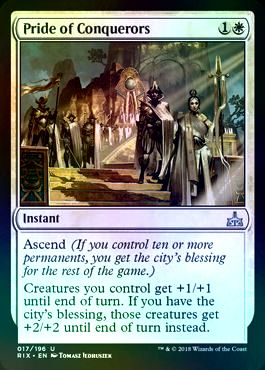 Pride of Conquerors 1
Instant
Ascend (If you control ten or more
permanents, you get the city's blessing
for the rest of the game.)
Creatures you control get +1/+1
until end of turn. If you have the
city's blessing, those creatures get
+2/+2 until end of turn instead.
017/196 U
RIX • EN Tomasz Jedruszek
™ & © 2018 Wizards of the Coast